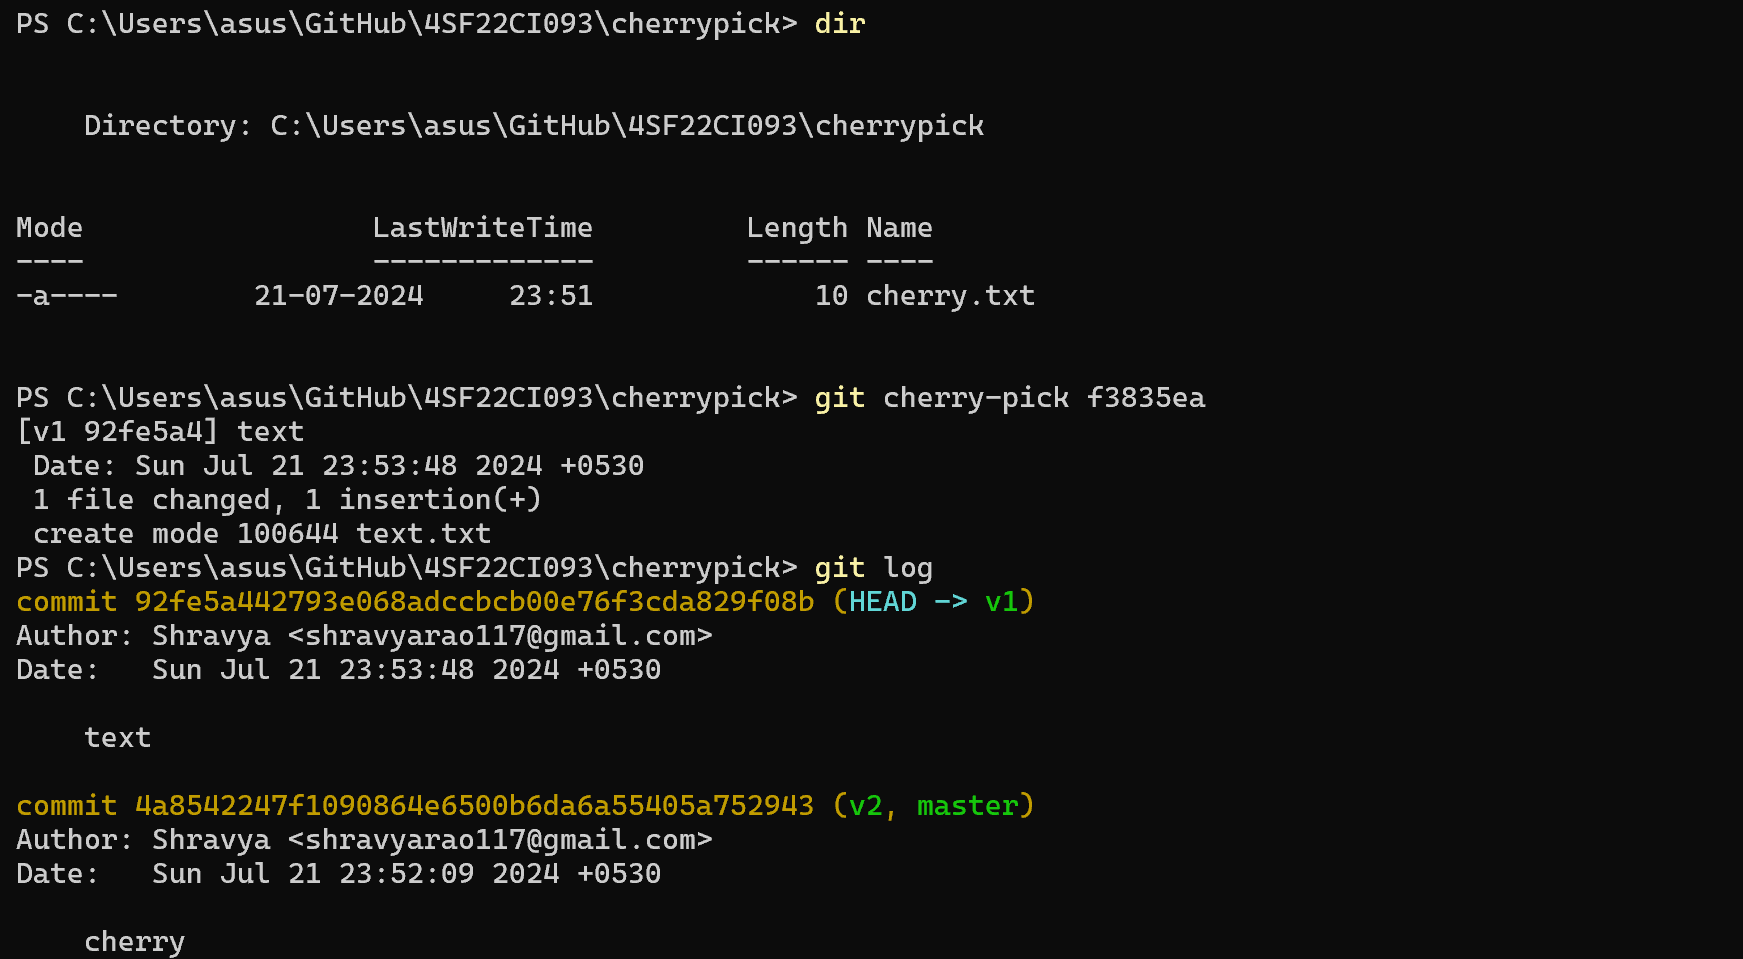 PS C:\Users\asus\GitHub\4SF22CI093\cherrypick> dir
Directory: C:\Users\asus\GitHub\4SF22CI093\cherrypick
Mode LastWriteTime Length Name
---- ------------- ------ ----
-a---- 21-07-2024 23:51 10 cherry.txt
PS C:\Users\asus\GitHub\4SF22CI093\cherrypick> git cherry-pick f3835ea
[v1 92fe5a4] text
Date: Sun Jul 21 23:53:48 2024 +0530
1 file changed, 1 insertion(+)
create mode 100644 text.txt
PS C:\Users\asus\GitHub\4SF22CI093\cherrypick> git log
commit 92fe5a442793e068adccbcb00e76f3cda829f08b (HEAD -> v1)
Author: Shravya <shravyarao117@gmail.com>
Date: Sun Jul 21 23:53:48 2024 +0530
text
commit 4a8542247f1090864e6500b6da6a55405a752943 (v2, master)
Author: Shravya <shravyarao117@gmail.com>
Date: Sun Jul 21 23:52:09 2024 +0530
cherry